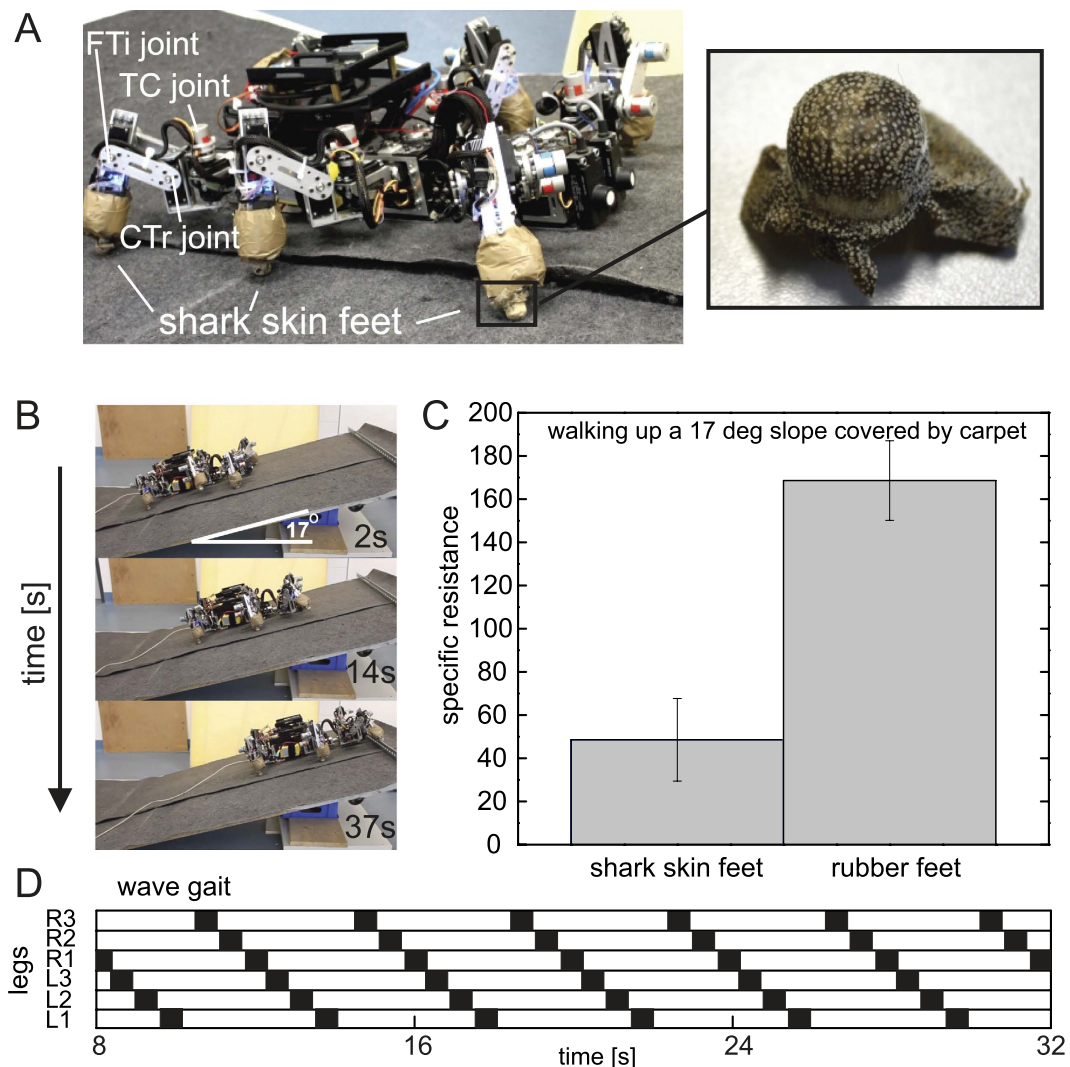 A
FTi joint
TC joint
CTr joint
shark skin feet
B
time [s]
17°
2s
14s
37s
C
walking up a 17 deg slope covered by carpet
specific resistance
200
180
160
140
120
100
80
60
40
20
0
shark skin feet
rubber feet
D
wave gait
legs
R3
R2
R1
L3
L2
L1
8
16
24
32
time [s]